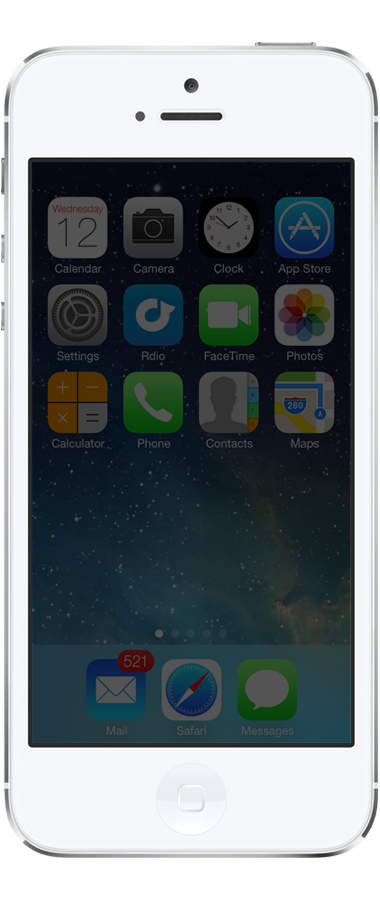 Wednesday
12
Calendar
Camera
Clock
App Store
Settings
Rdio
FaceTime
Photos
280
A
Calculator
Phone
Contacts
Maps
521
Mail
Safari
Messages